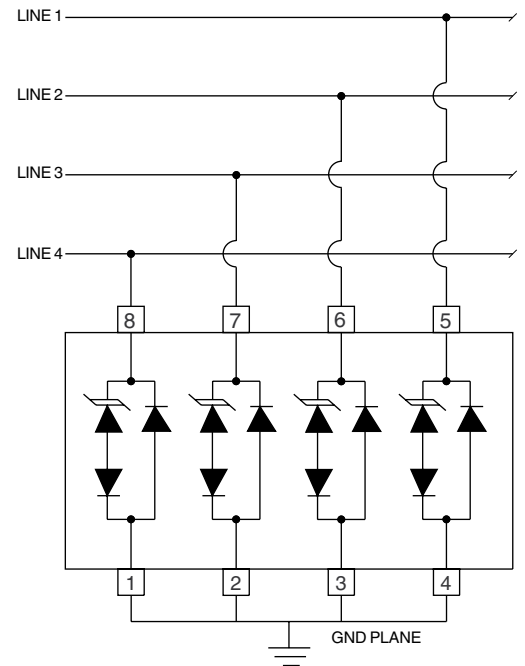 LINE 1
LINE 2
LINE 3
LINE 4
8 7 6 5
1 2 3 4
GND PLANE